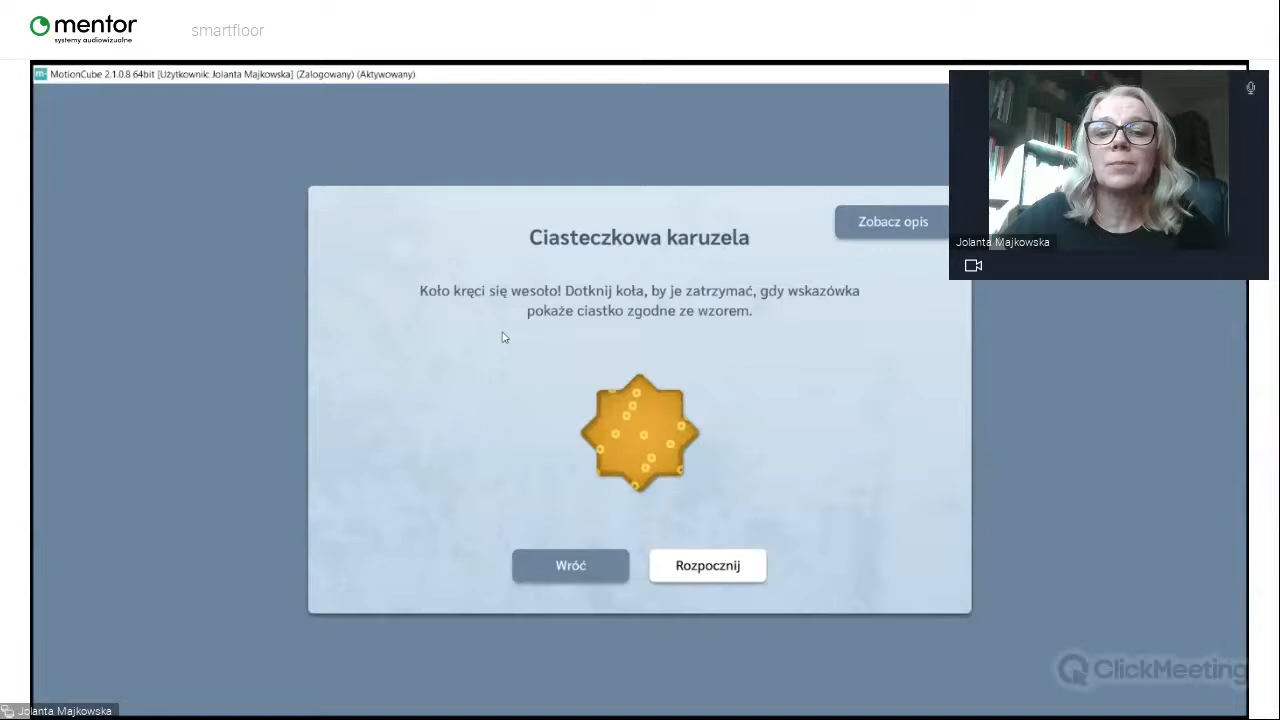 mentor
systemy audiowizualne
smartfloor
MotionCube 2.1.0.8 64bit [Użytkownik: Jolanta Majkowska] (Zalogowany) (Aktywowany)
Zobacz opis
Jolanta Majkowska
Ciasteczkowa karuzela
Koło kręci się wesoło! Dotknij koła, by je zatrzymać, gdy wskazówka
pokaże ciastko zgodne ze wzorem.
Wróć
Rozpocznij
ClickMeeting
Jolanta Majkowska